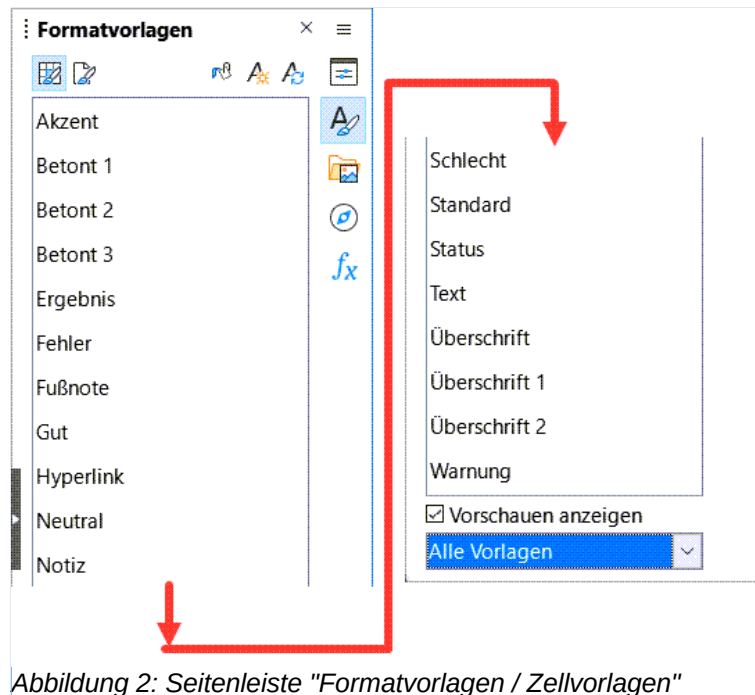 Formatvorlagen
Akzent
Betont 1
Betont 2
Betont 3
Ergebnis
Fehler
Fußnote
Gut
Hyperlink
Neutral
Notiz
Schlecht
Standard
Status
Text
Überschrift
Überschrift 1
Überschrift 2
Warnung
Vorschauen anzeigen
Alle Vorlagen
Abbildung 2: Seitenleiste "Formatvorlagen / Zellvorlagen"